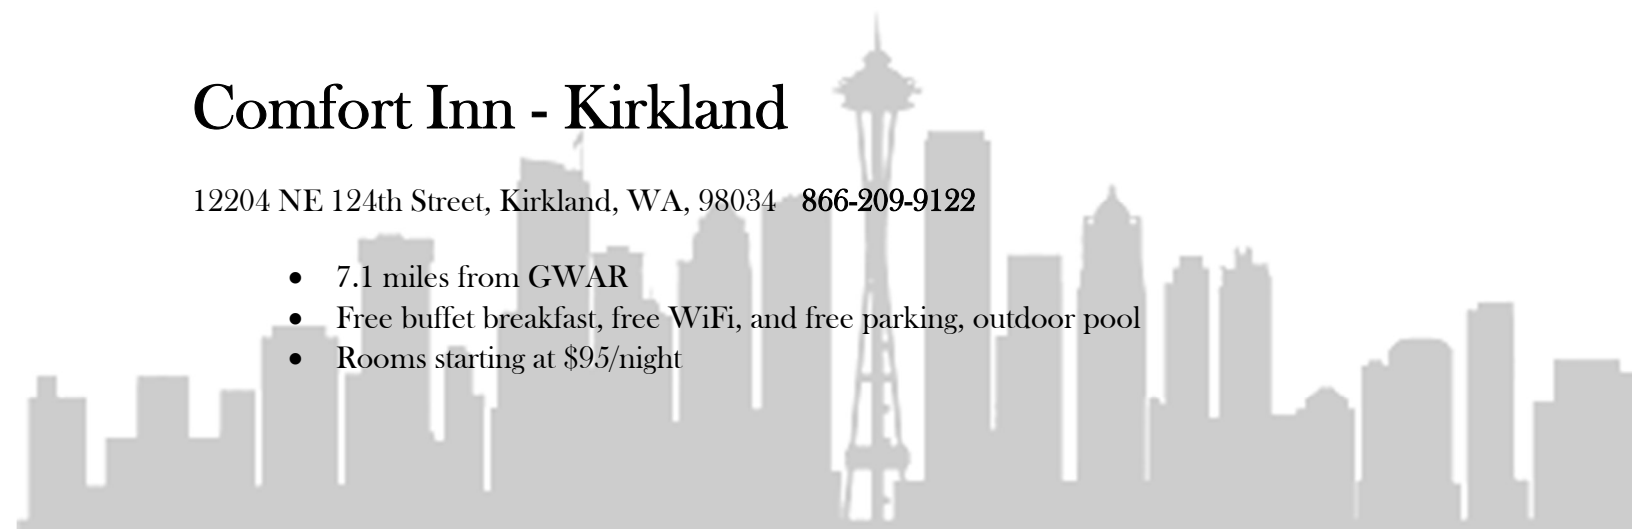 Comfort Inn - Kirkland
12204 NE 124th Street, Kirkland, WA, 98034 866-209-9122
• 7.1 miles from GWAR
• Free buffet breakfast, free WiFi, and free parking, outdoor pool
• Rooms starting at $95/night